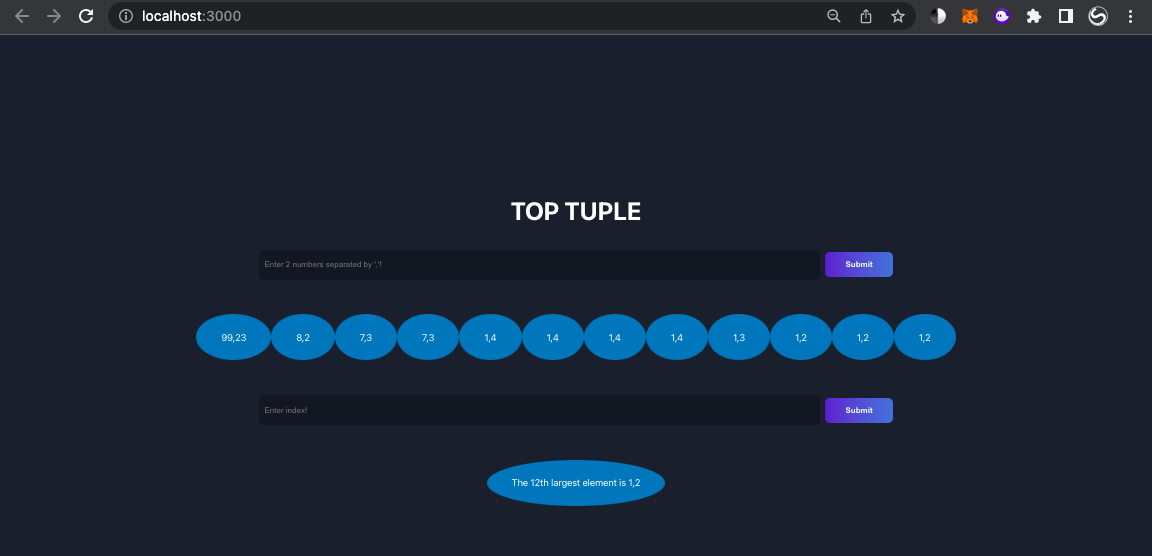 localhost:3000
TOP TUPLE
Enter 2 numbers separated by ','! Submit
99,23 8,2 7,3 7,3 1,4 1,4 1,4 1,4 1,3 1,2 1,2 1,2
Enter index! Submit
The 12th largest element is 1,2